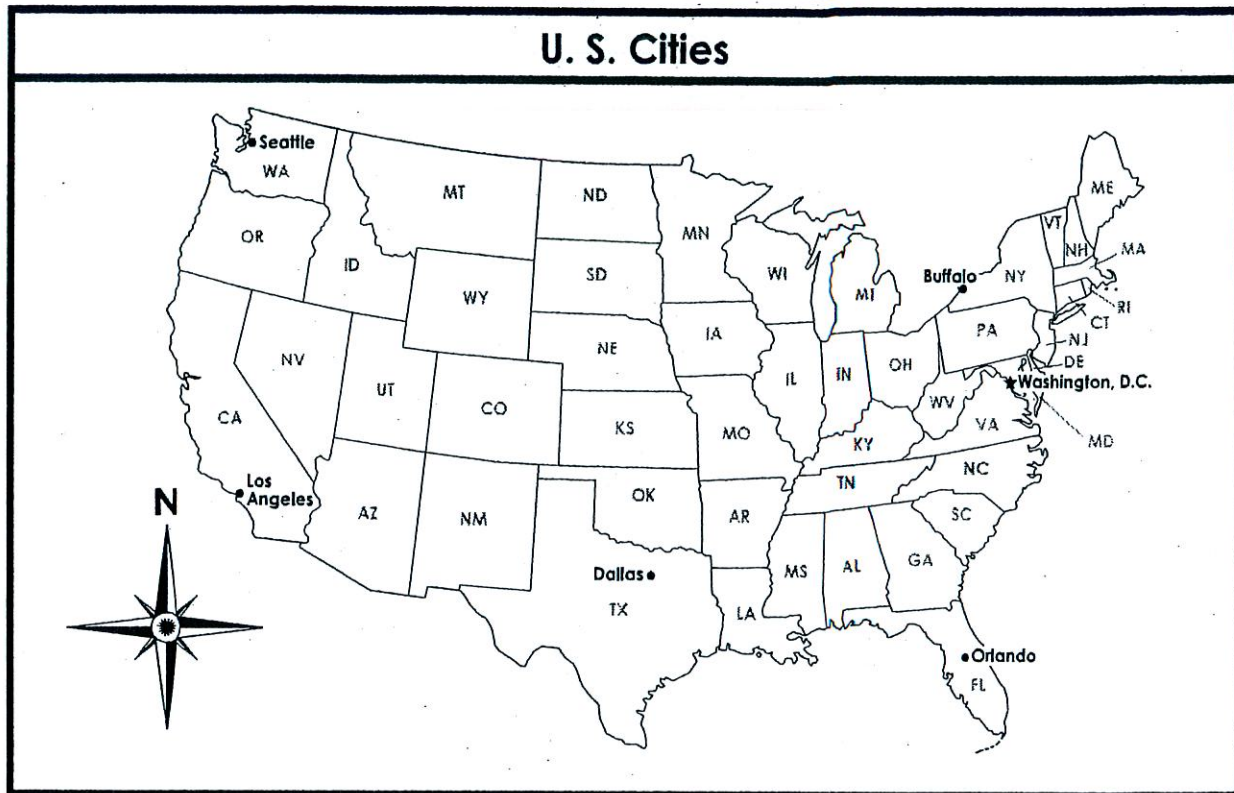 U. S. Cities
Seattle
WA
MT
ND
MN
ME
VT
NH
MA
OR
ID
SD
WI
MI
Buffalo
NY
RI
CT
WY
IA
PA
NJ
NV
NE
DE
UT
IL
IN
OH
Washington, D.C.
CO
WV
CA
KS
MO
VA
MD
KY
Los
Angeles
NC
TN
N
AZ
NM
OK
AR
SC
Dallas
MS
AL
GA
TX
LA
Orlando
FL